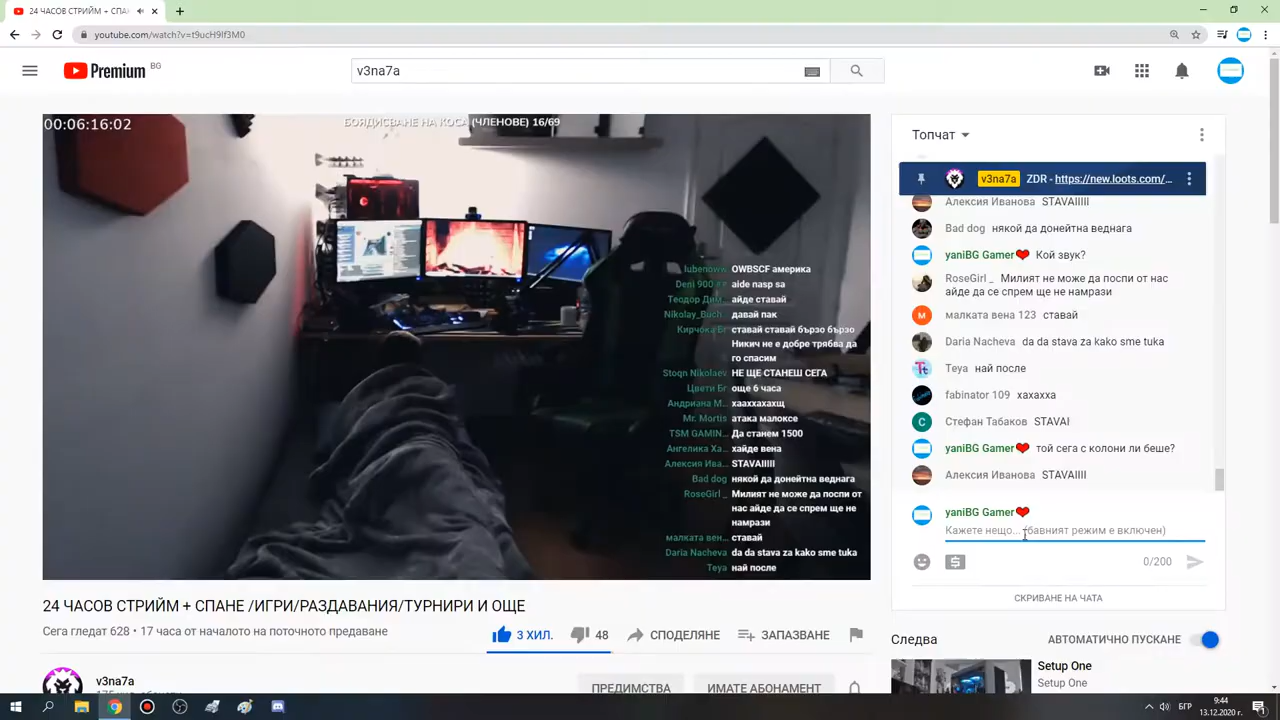 24 ЧАСОВ СТРИЙМ + СПА
youtube.com/watch?v=t9ucH9If3M0
Premium BG
v3na7a
00:06:16:02
БОЯДИСВАНЕ НА КОСА (ЧЛЕНОВЕ) 16/69
lubenoww OWBSCF америка
Deni 900 aide nasp sa
Теодор Дим... айде ставай
Nikolay_Buch... давай пак
Кирчока Бг ставай ставай бързо бързо
Никич не е добре трябва да
го спасим
Stoqn Nikolaev НЕ ЩЕ СТАНЕШ СЕГА
Цвети Бг още 6 часа
Андриана М... хааххахахщ
Mr. Mortis атака малоксе
TSM GAMIN... Да станем 1500
Ангелика Ха... хайде вена
Алексия Ива... STAVAIIIII
Bad dog някой да донейтна веднага
RoseGirl_ Милият не може да поспи от
нас айде да се спрем ще не
намрази
малката вен... ставай
Daria Nacheva da da stava za kako sme tuka
Teya най после
24 ЧАСОВ СТРИЙМ + СПАНЕ /ИГРИ/РАЗДАВАНИЯ/ТУРНИРИ И ОЩЕ
Сега гледат 628 • 17 часа от началото на поточното предаване
3 ХИЛ.
48
СПОДЕЛЯНЕ
ЗАПАЗВАНЕ
v3na7a
ПРЕДИМСТВА
ИМАТЕ АБОНАМЕНТ
Топчат
v3na7a ZDR - https://new.loots.com/...
Алексия Иванова STAVAIIIII
Bad dog някой да донейтна веднага
yaniBG Gamer Кой звук?
RoseGirl_ Милият не може да поспи от нас
айде да се спрем ще не намрази
малката вена 123 ставай
Daria Nacheva da da stava za kako sme tuka
Teya най после
fabinator 109 хахахха
Стефан Табаков STAVAI
yaniBG Gamer той сега с колони ли беше?
Алексия Иванова STAVAIIII
yaniBG Gamer
Кажете нещо... (бавният режим е включен)
0/200
СКРИВАНЕ НА ЧАТА
Следва
АВТОМАТИЧНО ПУСКАНЕ
Setup One
Setup One
БГР
9:44
13.12.2020 г.